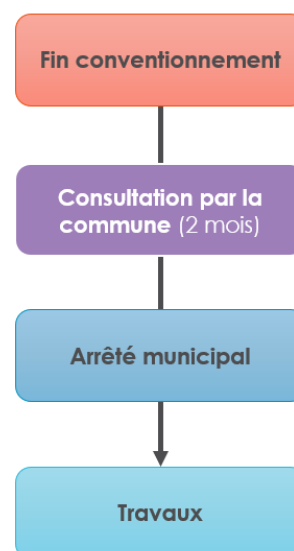 Fin conventionnement
Consultation par la
commune (2 mois)
Arrêté municipal
Travaux